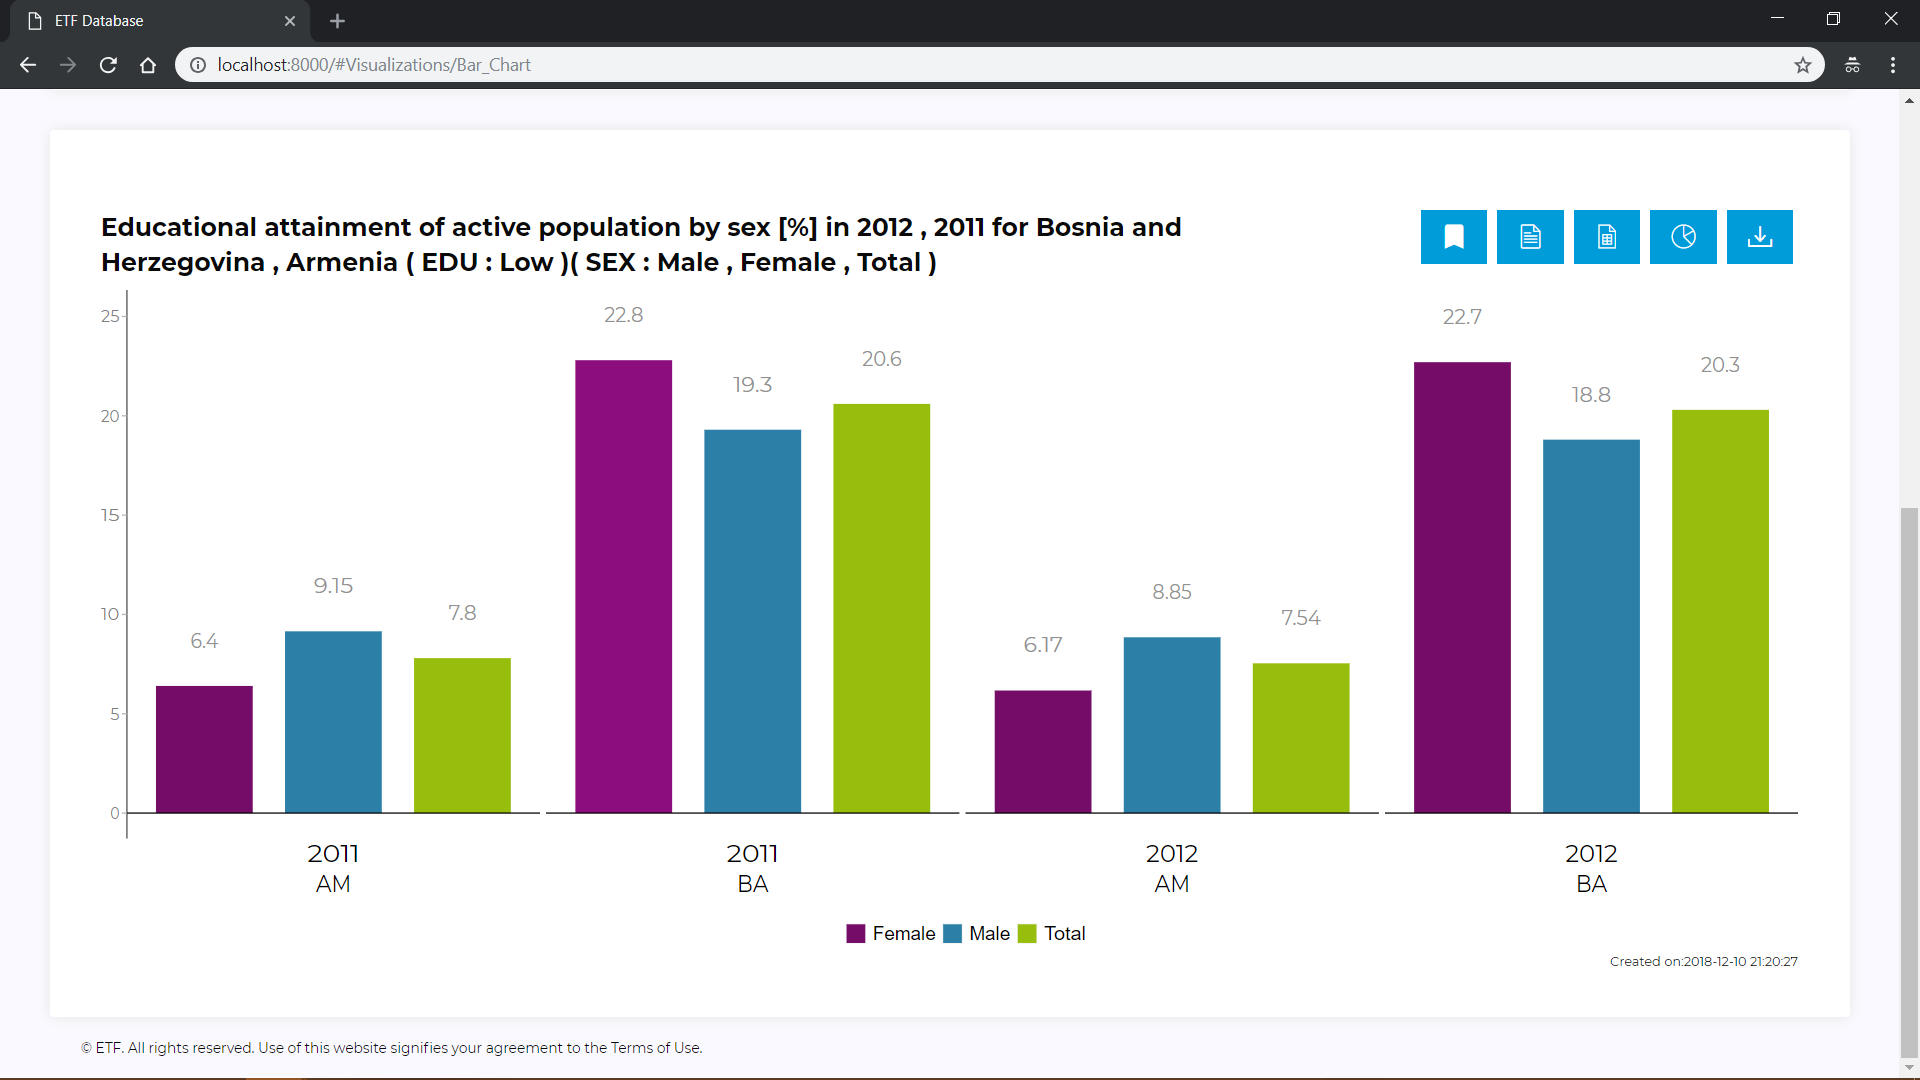 ETF Database
localhost:8000/#Visualizations/Bar_Chart
Educational attainment of active population by sex [%] in 2012 , 2011 for Bosnia and
Herzegovina , Armenia ( EDU : Low )( SEX : Male , Female , Total )
25
20
15
10
5
0
6.4
9.15
7.8
22.8
19.3
20.6
6.17
8.85
7.54
22.7
18.8
20.3
2011
AM
2011
BA
2012
AM
2012
BA
Female Male Total
Created on:2018-12-10 21:20:27
© ETF. All rights reserved. Use of this website signifies your agreement to the Terms of Use.